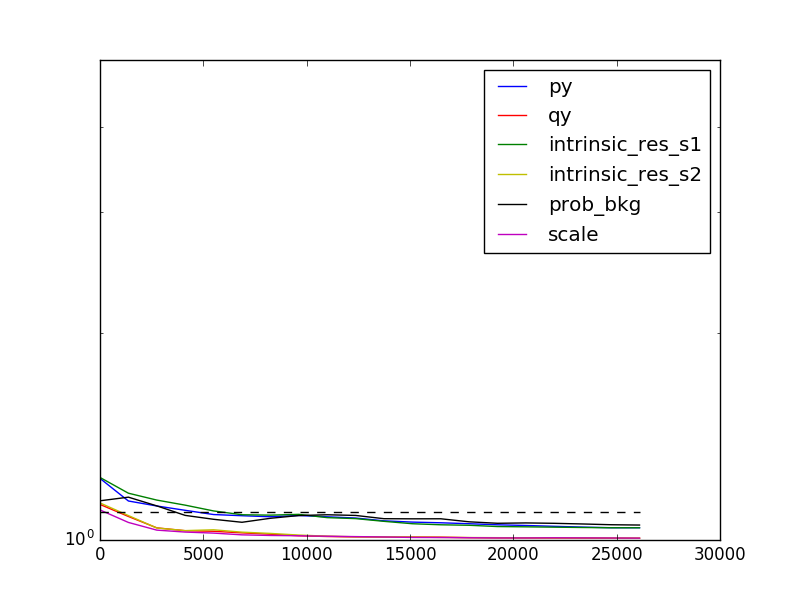 py
qy
intrinsic_res_s1
intrinsic_res_s2
prob_bkg
scale
10^0
0 5000 10000 15000 20000 25000 30000